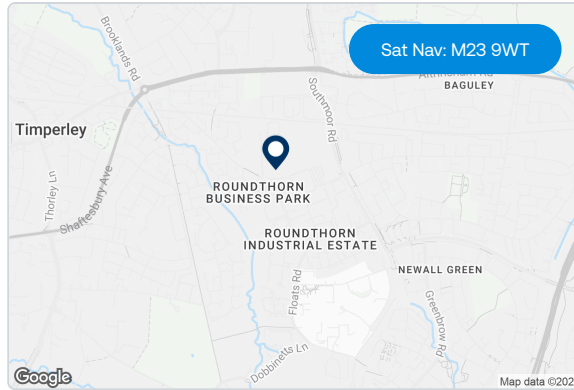 Brooklands Rd
Sat Nav: M23 9WT
Altrincham Rd
BAGULEY
Southmoor Rd
Timperley
Thorley Ln
Shaftesbury Ave
ROUNDTHORN
BUSINESS PARK
ROUNDTHORN
INDUSTRIAL ESTATE
NEWALL GREEN
Floats Rd
Greenbrow Rd
Dobbinetts Ln
Google
Map data ©202